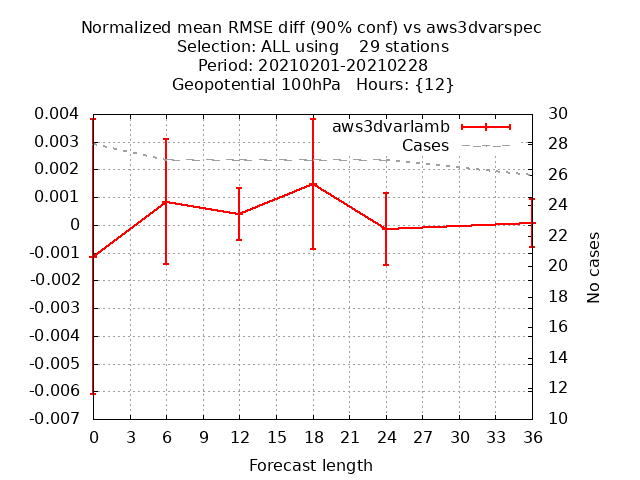 Normalized mean RMSE diff (90% conf) vs aws3dvarspec
Selection: ALL using    29 stations
Period: 20210201-20210228
Geopotential 100hPa   Hours: {12}
aws3dvarlamb
Cases
0.004
0.003
0.002
0.001
0
-0.001
-0.002
-0.003
-0.004
-0.005
-0.006
-0.007
30
28
26
24
22
20
18
16
14
12
10
No cases
0 3 6 9 12 15 18 21 24 27 30 33 36
Forecast length